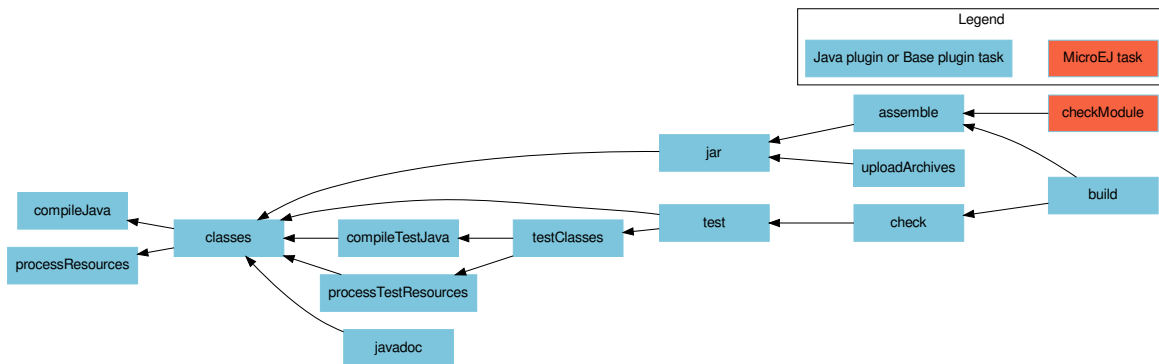 Legend
Java plugin or Base plugin task
MicroEJ task
assemble
checkModule
jar
uploadArchives
build
compileJava
classes
compileTestJava
testClasses
test
check
processResources
processTestResources
javadoc